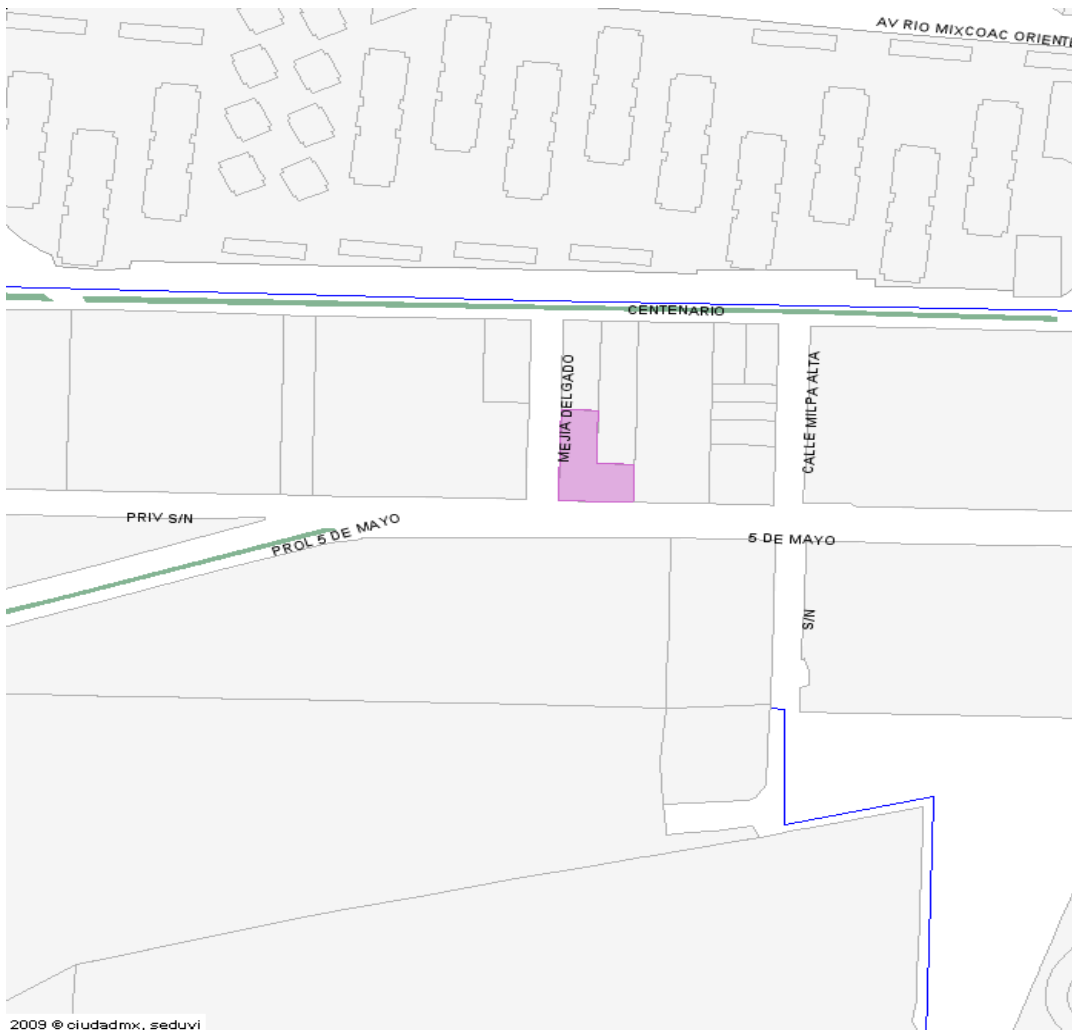 AV RIO MIXCOAC ORIENTE
CENTENARIO
MEJIA DELGADO
CALLE MILPA ALTA
PRIV S/N
PROL 5 DE MAYO
5 DE MAYO
S/N
2009 © ciudadmx, seduvi